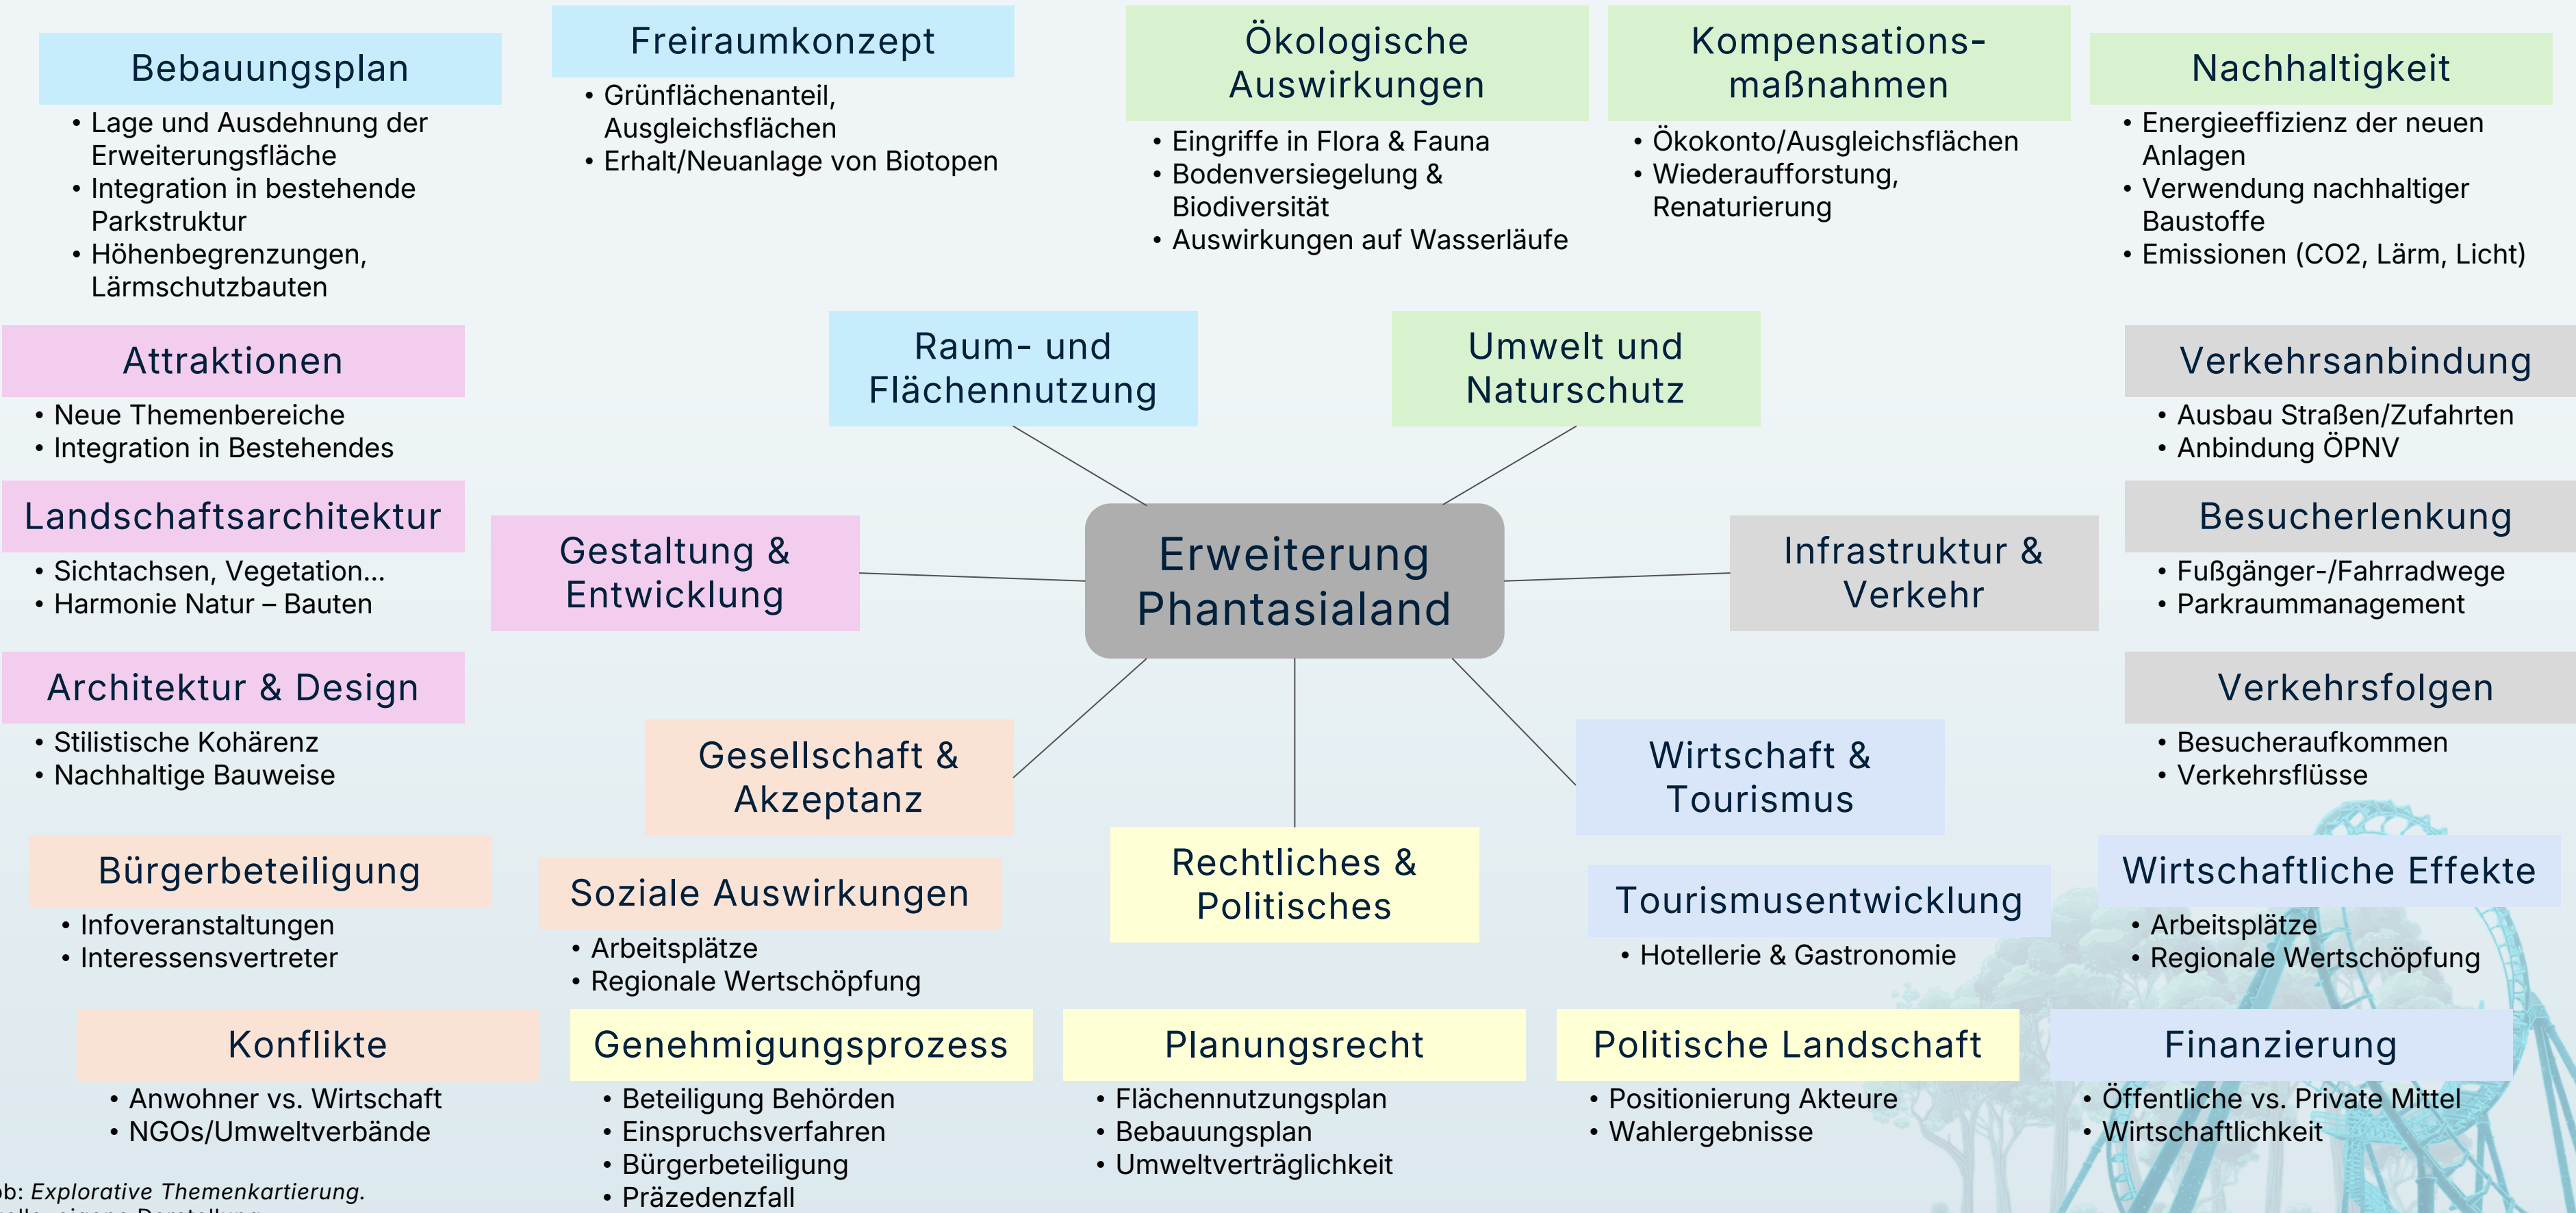 Bebauungsplan
• Lage und Ausdehnung der
Erweiterungsfläche
• Integration in bestehende
Parkstruktur
• Höhenbegrenzungen,
Lärmschutzbauten
Freiraumkonzept
• Grünflächenanteil,
Ausgleichsflächen
• Erhalt/Neuanlage von Biotopen
Ökologische
Auswirkungen
• Eingriffe in Flora & Fauna
• Bodenversiegelung &
Biodiversität
• Auswirkungen auf Wasserläufe
Kompensations-
maßnahmen
• Ökokonto/Ausgleichsflächen
• Wiederaufforstung,
Renaturierung
Nachhaltigkeit
• Energieeffizienz der neuen
Anlagen
• Verwendung nachhaltiger
Baustoffe
• Emissionen (CO2, Lärm, Licht)
Raum- und
Flächennutzung
Umwelt und
Naturschutz
Attraktionen
• Neue Themenbereiche
• Integration in Bestehendes
Landschaftsarchitektur
• Sichtachsen, Vegetation...
• Harmonie Natur – Bauten
Architektur & Design
• Stilistische Kohärenz
• Nachhaltige Bauweise
Gestaltung &
Entwicklung
Erweiterung
Phantasialand
Infrastruktur &
Verkehr
Verkehrsanbindung
• Ausbau Straßen/Zufahrten
• Anbindung ÖPNV
Besucherlenkung
• Fußgänger-/Fahrradwege
• Parkraummanagement
Verkehrsfolgen
• Besucheraufkommen
• Verkehrsflüsse
Gesellschaft &
Akzeptanz
Rechtliches &
Politisches
Wirtschaft &
Tourismus
Bürgerbeteiligung
• Infoveranstaltungen
• Interessensvertreter
Soziale Auswirkungen
• Arbeitsplätze
• Regionale Wertschöpfung
Tourismusentwicklung
• Hotellerie & Gastronomie
Wirtschaftliche Effekte
• Arbeitsplätze
• Regionale Wertschöpfung
Konflikte
• Anwohner vs. Wirtschaft
• NGOs/Umweltverbände
Genehmigungsprozess
• Beteiligung Behörden
• Einspruchsverfahren
• Bürgerbeteiligung
• Präzedenzfall
Planungsrecht
• Flächennutzungsplan
• Bebauungsplan
• Umweltverträglichkeit
Politische Landschaft
• Positionierung Akteure
• Wahlergebnisse
Finanzierung
• Öffentliche vs. Private Mittel
• Wirtschaftlichkeit
Explorative Themenkartierung.